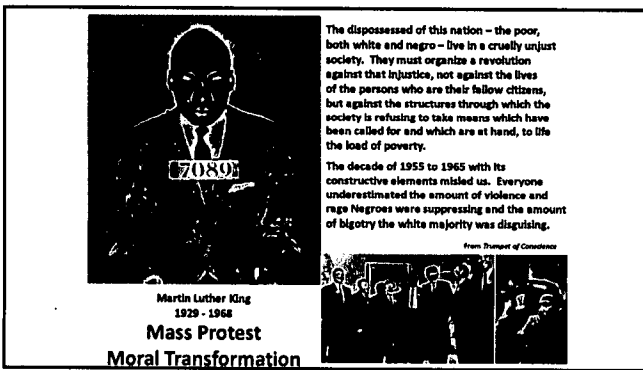 7089
Martin Luther King
1929 - 1968
Mass Protest
Moral Transformation
The dispossessed of this nation – the poor,
both white and negro – live in a cruelly unjust
society. They must organize a revolution
against that injustice, not against the lives
of the persons who are their fellow citizens,
but against the structures through which the
society is refusing to take means which have
been called for and which are at hand, to life
the load of poverty.
The decade of 1955 to 1965 with its
constructive elements misled us. Everyone
underestimated the amount of violence and
rage Negroes were suppressing and the amount
of bigotry the white majority was disguising.
From Trumpet of Conscience